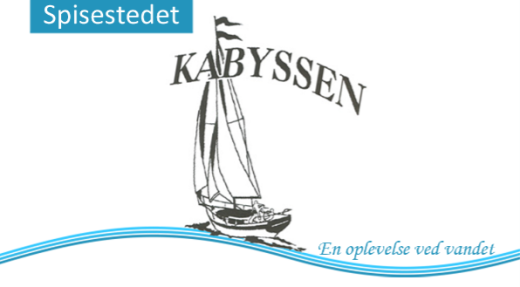 Spisestedet
KABYSSEN
En oplevelse ved vandet